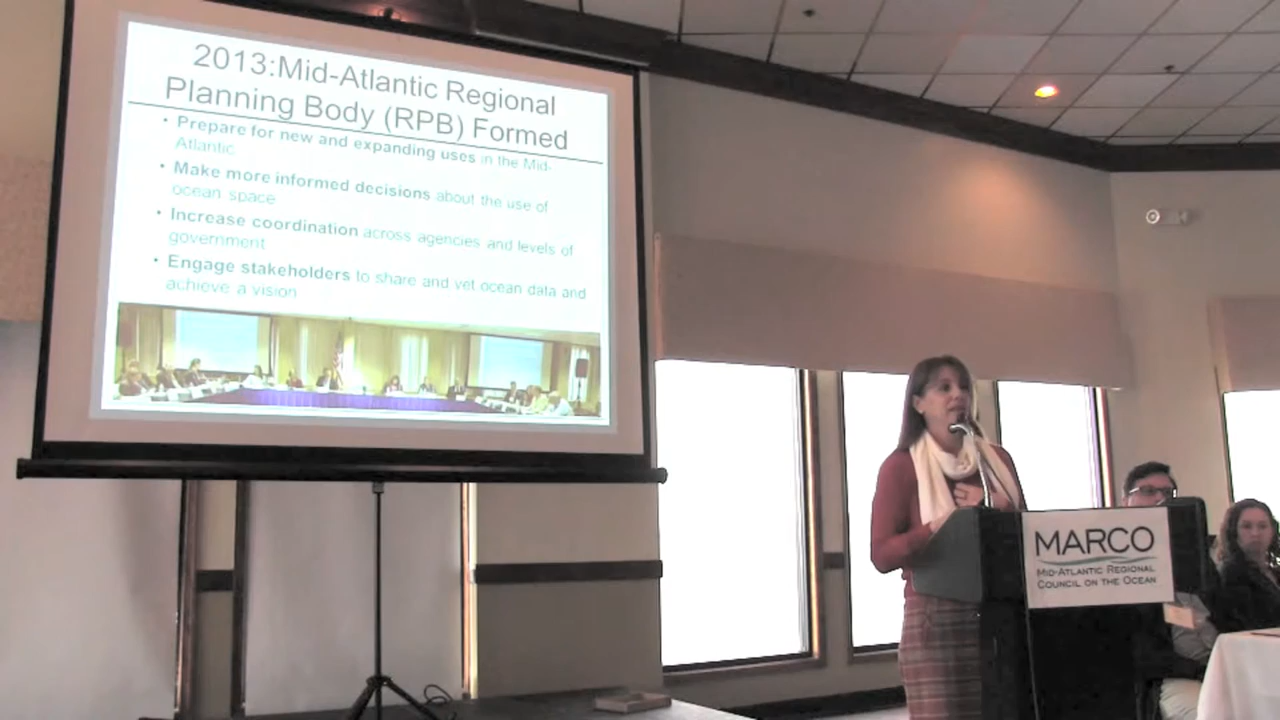 2013:Mid-Atlantic Regional
Planning Body (RPB) Formed
• Prepare for new and expanding uses in the Mid-
Atlantic
• Make more informed decisions about the use of
ocean space
• Increase coordination across agencies and levels of
government
• Engage stakeholders to share and vet ocean data and
achieve a vision
MARCO
MID-ATLANTIC REGIONAL
COUNCIL ON THE OCEAN